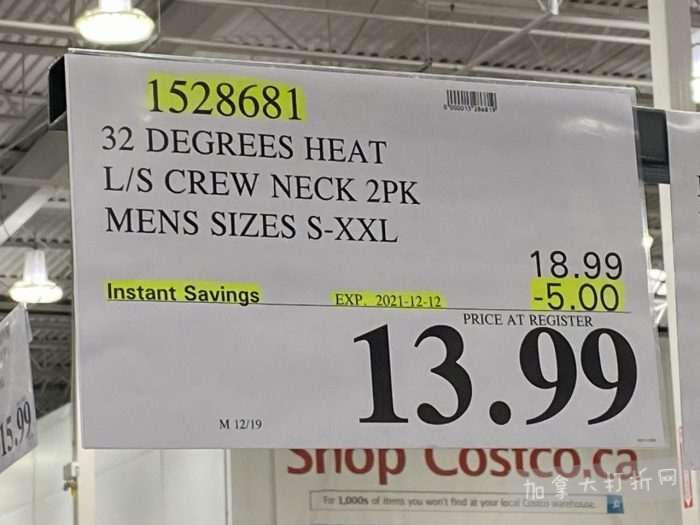 1528681
32 DEGREES HEAT
L/S CREW NECK 2PK
MENS SIZES S-XXL
18.99
Instant Savings EXP. 2021-12-12 -5.00
PRICE AT REGISTER
13.99
M 12/19
15.99
Shop Costco.ca
For 1,000s of items you won't find at your local Costco warehouse.
加拿大打折网